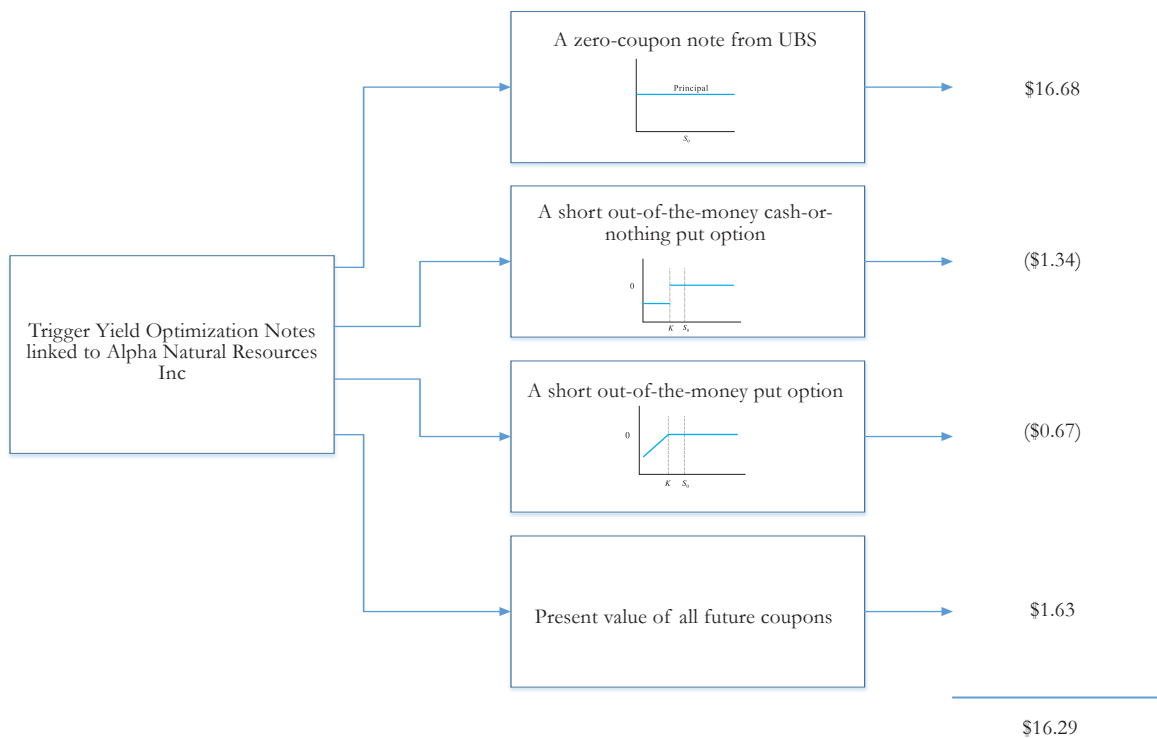 A zero-coupon note from UBS
Principal
S0
$16.68
A short out-of-the-money cash-or-
nothing put option
0
K
S0
($1.34)
Trigger Yield Optimization Notes
linked to Alpha Natural Resources
Inc
A short out-of-the-money put option
0
K
S0
($0.67)
Present value of all future coupons
$1.63
$16.29